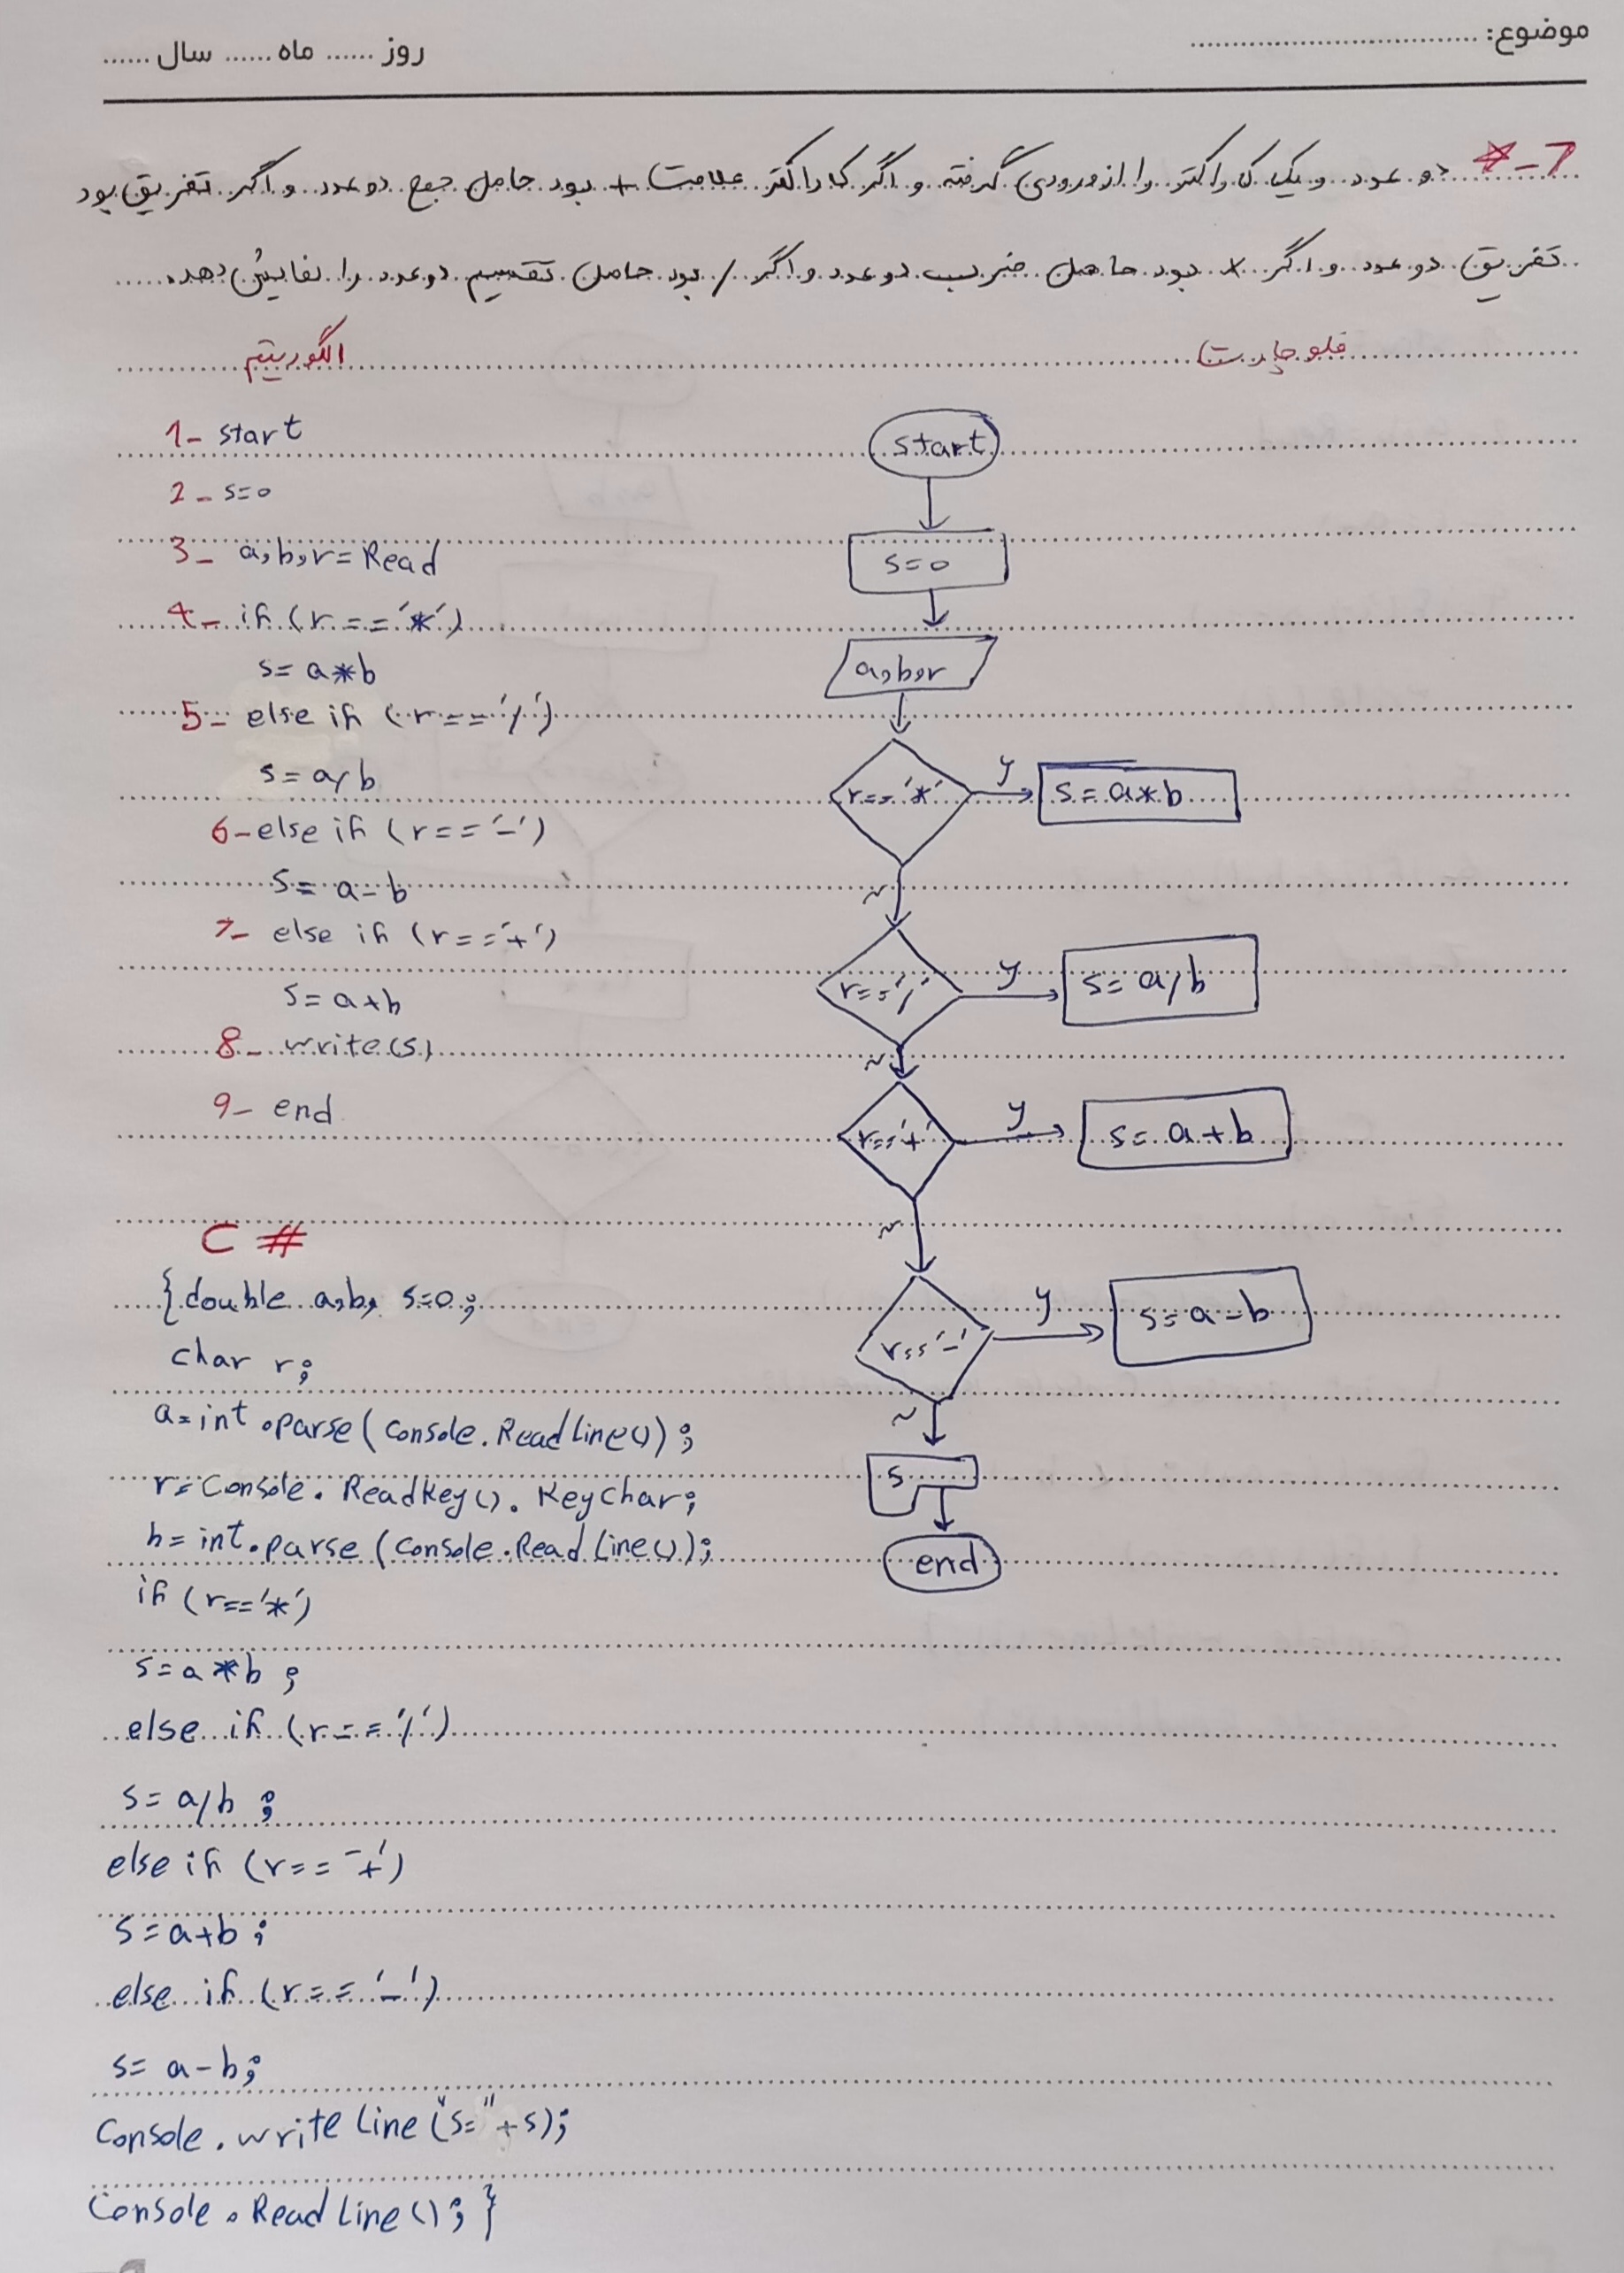 موضوع: ..............................
روز ...... ماه ...... سال ......
7-* دو عدد و یک کاراکتر را از ورودی گرفته و اگر کاراکتر علامت + بود حاصل جمع دو عدد و اگر تفریق بود
تفریق دو عدد و اگر * بود حاصل ضرب دو عدد و اگر / بود حاصل تقسیم دو عدد را نمایش دهد.
فلوچارت
الگوریتم
1- start
2- s=0
3- a,b,r=Read
4- if (r=='*')
s=a*b
5- else if (r=='/')
s=a/b
6- else if (r=='-')
s=a-b
7- else if (r=='+')
s=a+b
8- write(s)
9- end
start
s=0
a,b,r
r=='*'
y
s=a*b
N
r=='/'
y
s=a/b
N
r=='+'
y
s=a+b
N
r=='-'
y
s=a-b
N
s
end
C #
{double a,b, s=0;
char r;
a=int.parse(Console.ReadLine());
r=Console.ReadKey().KeyChar;
b=int.parse(Console.ReadLine());
if (r=='*')
s=a*b;
else if (r=='/')
s=a/b;
else if (r=='+')
s=a+b;
else if (r=='-')
s=a-b;
Console.writeLine("s="+s);
Console.ReadLine();}